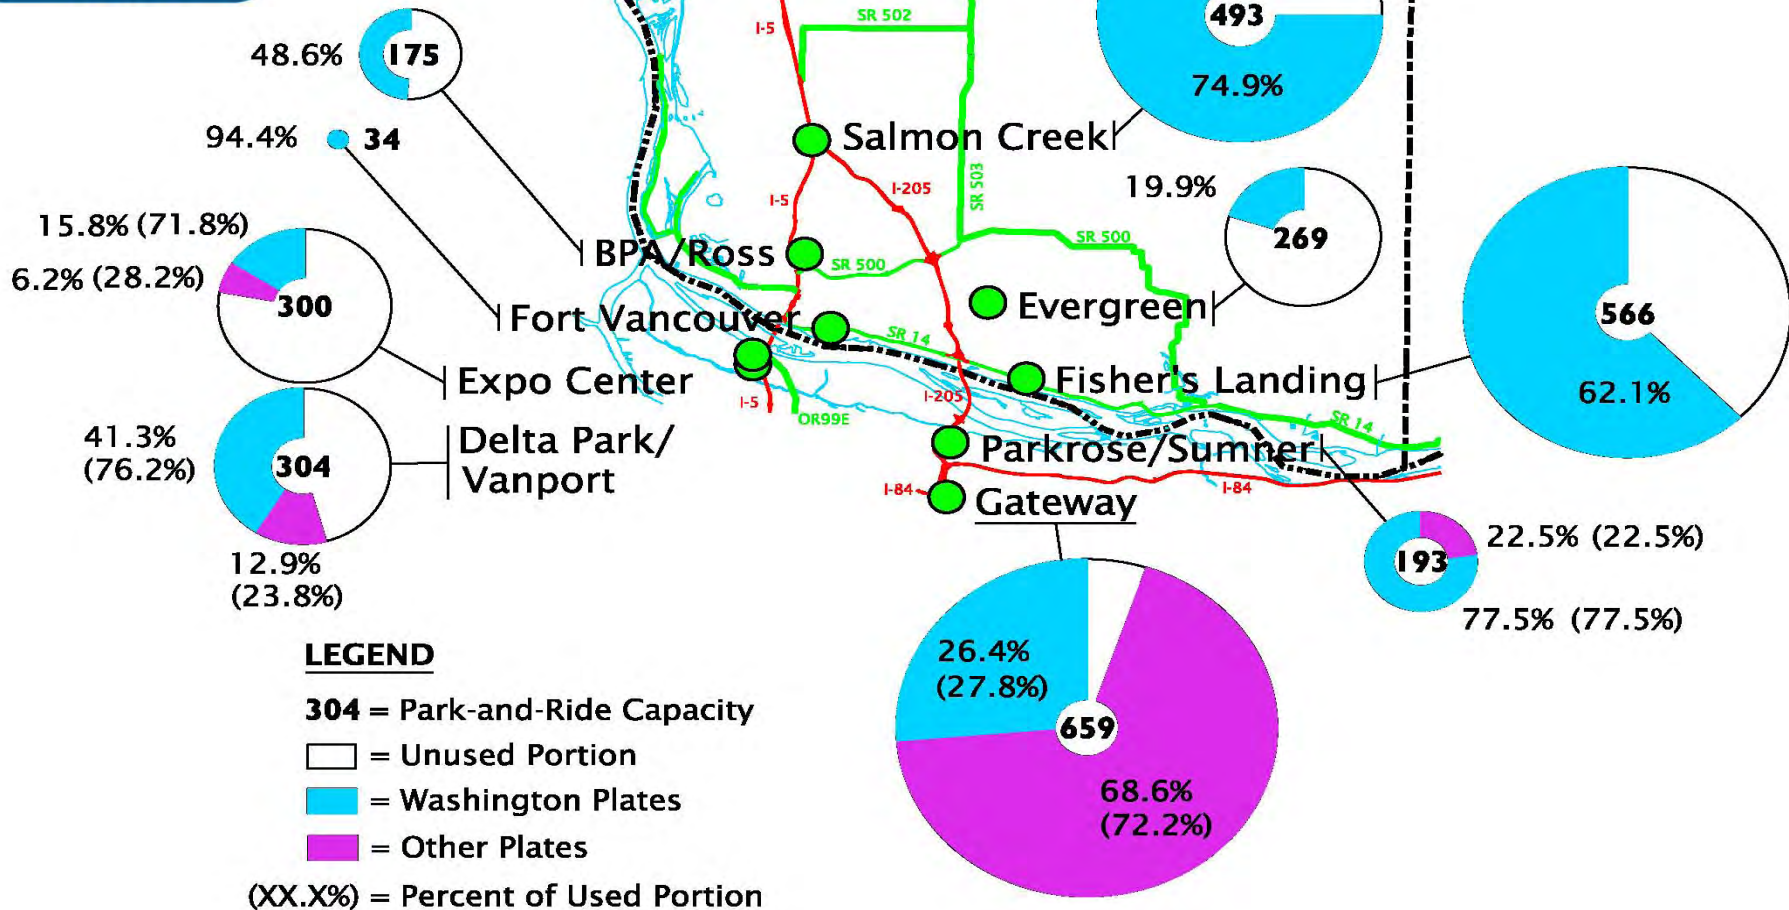 SR 502
I-5
493
48.6%
175
74.9%
94.4%
34
Salmon Creek
SR 503
I-205
I-5
19.9%
15.8% (71.8%)
6.2% (28.2%)
300
BPA/Ross
SR 500
SR 500
269
Evergreen
566
Fort Vancouver
SR 14
Expo Center
Fisher's Landing
62.1%
I-5
OR99E
I-205
SR 14
41.3%
(76.2%)
304
Delta Park/
Vanport
Parkrose/Sumner
I-84
I-84
Gateway
12.9%
(23.8%)
22.5% (22.5%)
193
77.5% (77.5%)
26.4%
(27.8%)
659
68.6%
(72.2%)
LEGEND
304 = Park-and-Ride Capacity
= Unused Portion
= Washington Plates
= Other Plates
(XX.X%) = Percent of Used Portion